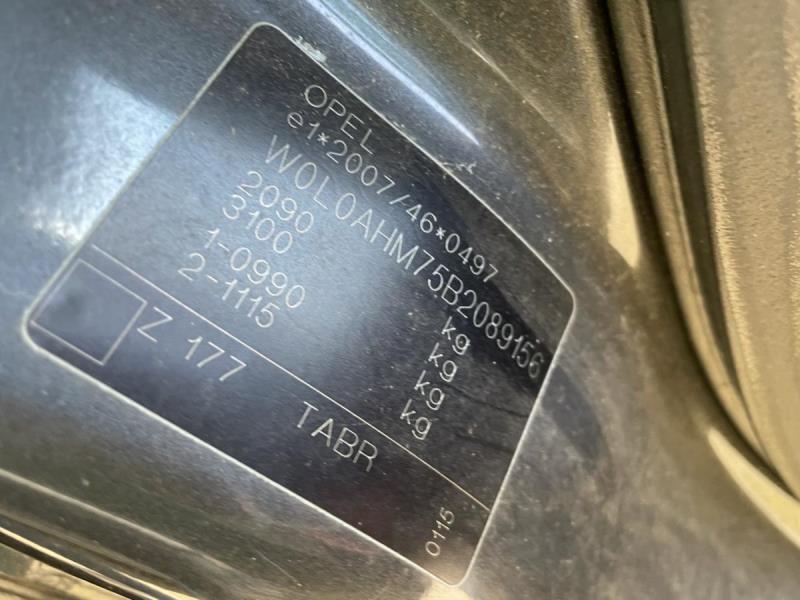 OPEL
e1*2007/46*0497
W0L0AHM75B2089156
2090 kg
3100 kg
1-0990 kg
2-1115 kg
Z 177 TABR
0115